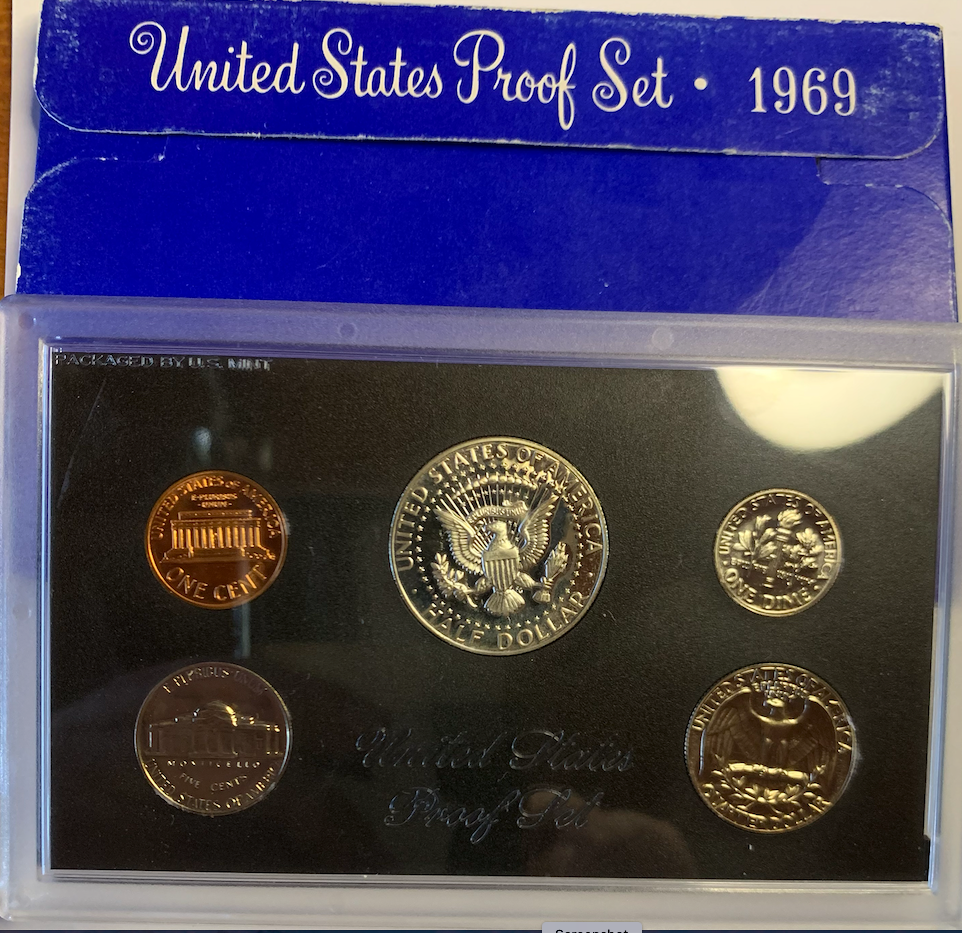 United States Proof Set · 1969
PACKAGED BY U.S. MINT
UNITED STATES OF AMERICA
E·PLURIBUS
·UNUM·
ONE CENT
UNITED STATES OF AMERICA
HALF DOLLAR
UNITED STATES OF AMERICA
ONE DIME
E PLURIBUS UNUM
MONTICELLO
FIVE CENTS
UNITED STATES OF AMERICA
UNITED STATES OF AMERICA
QUARTER DOLLAR
United States
Proof Set